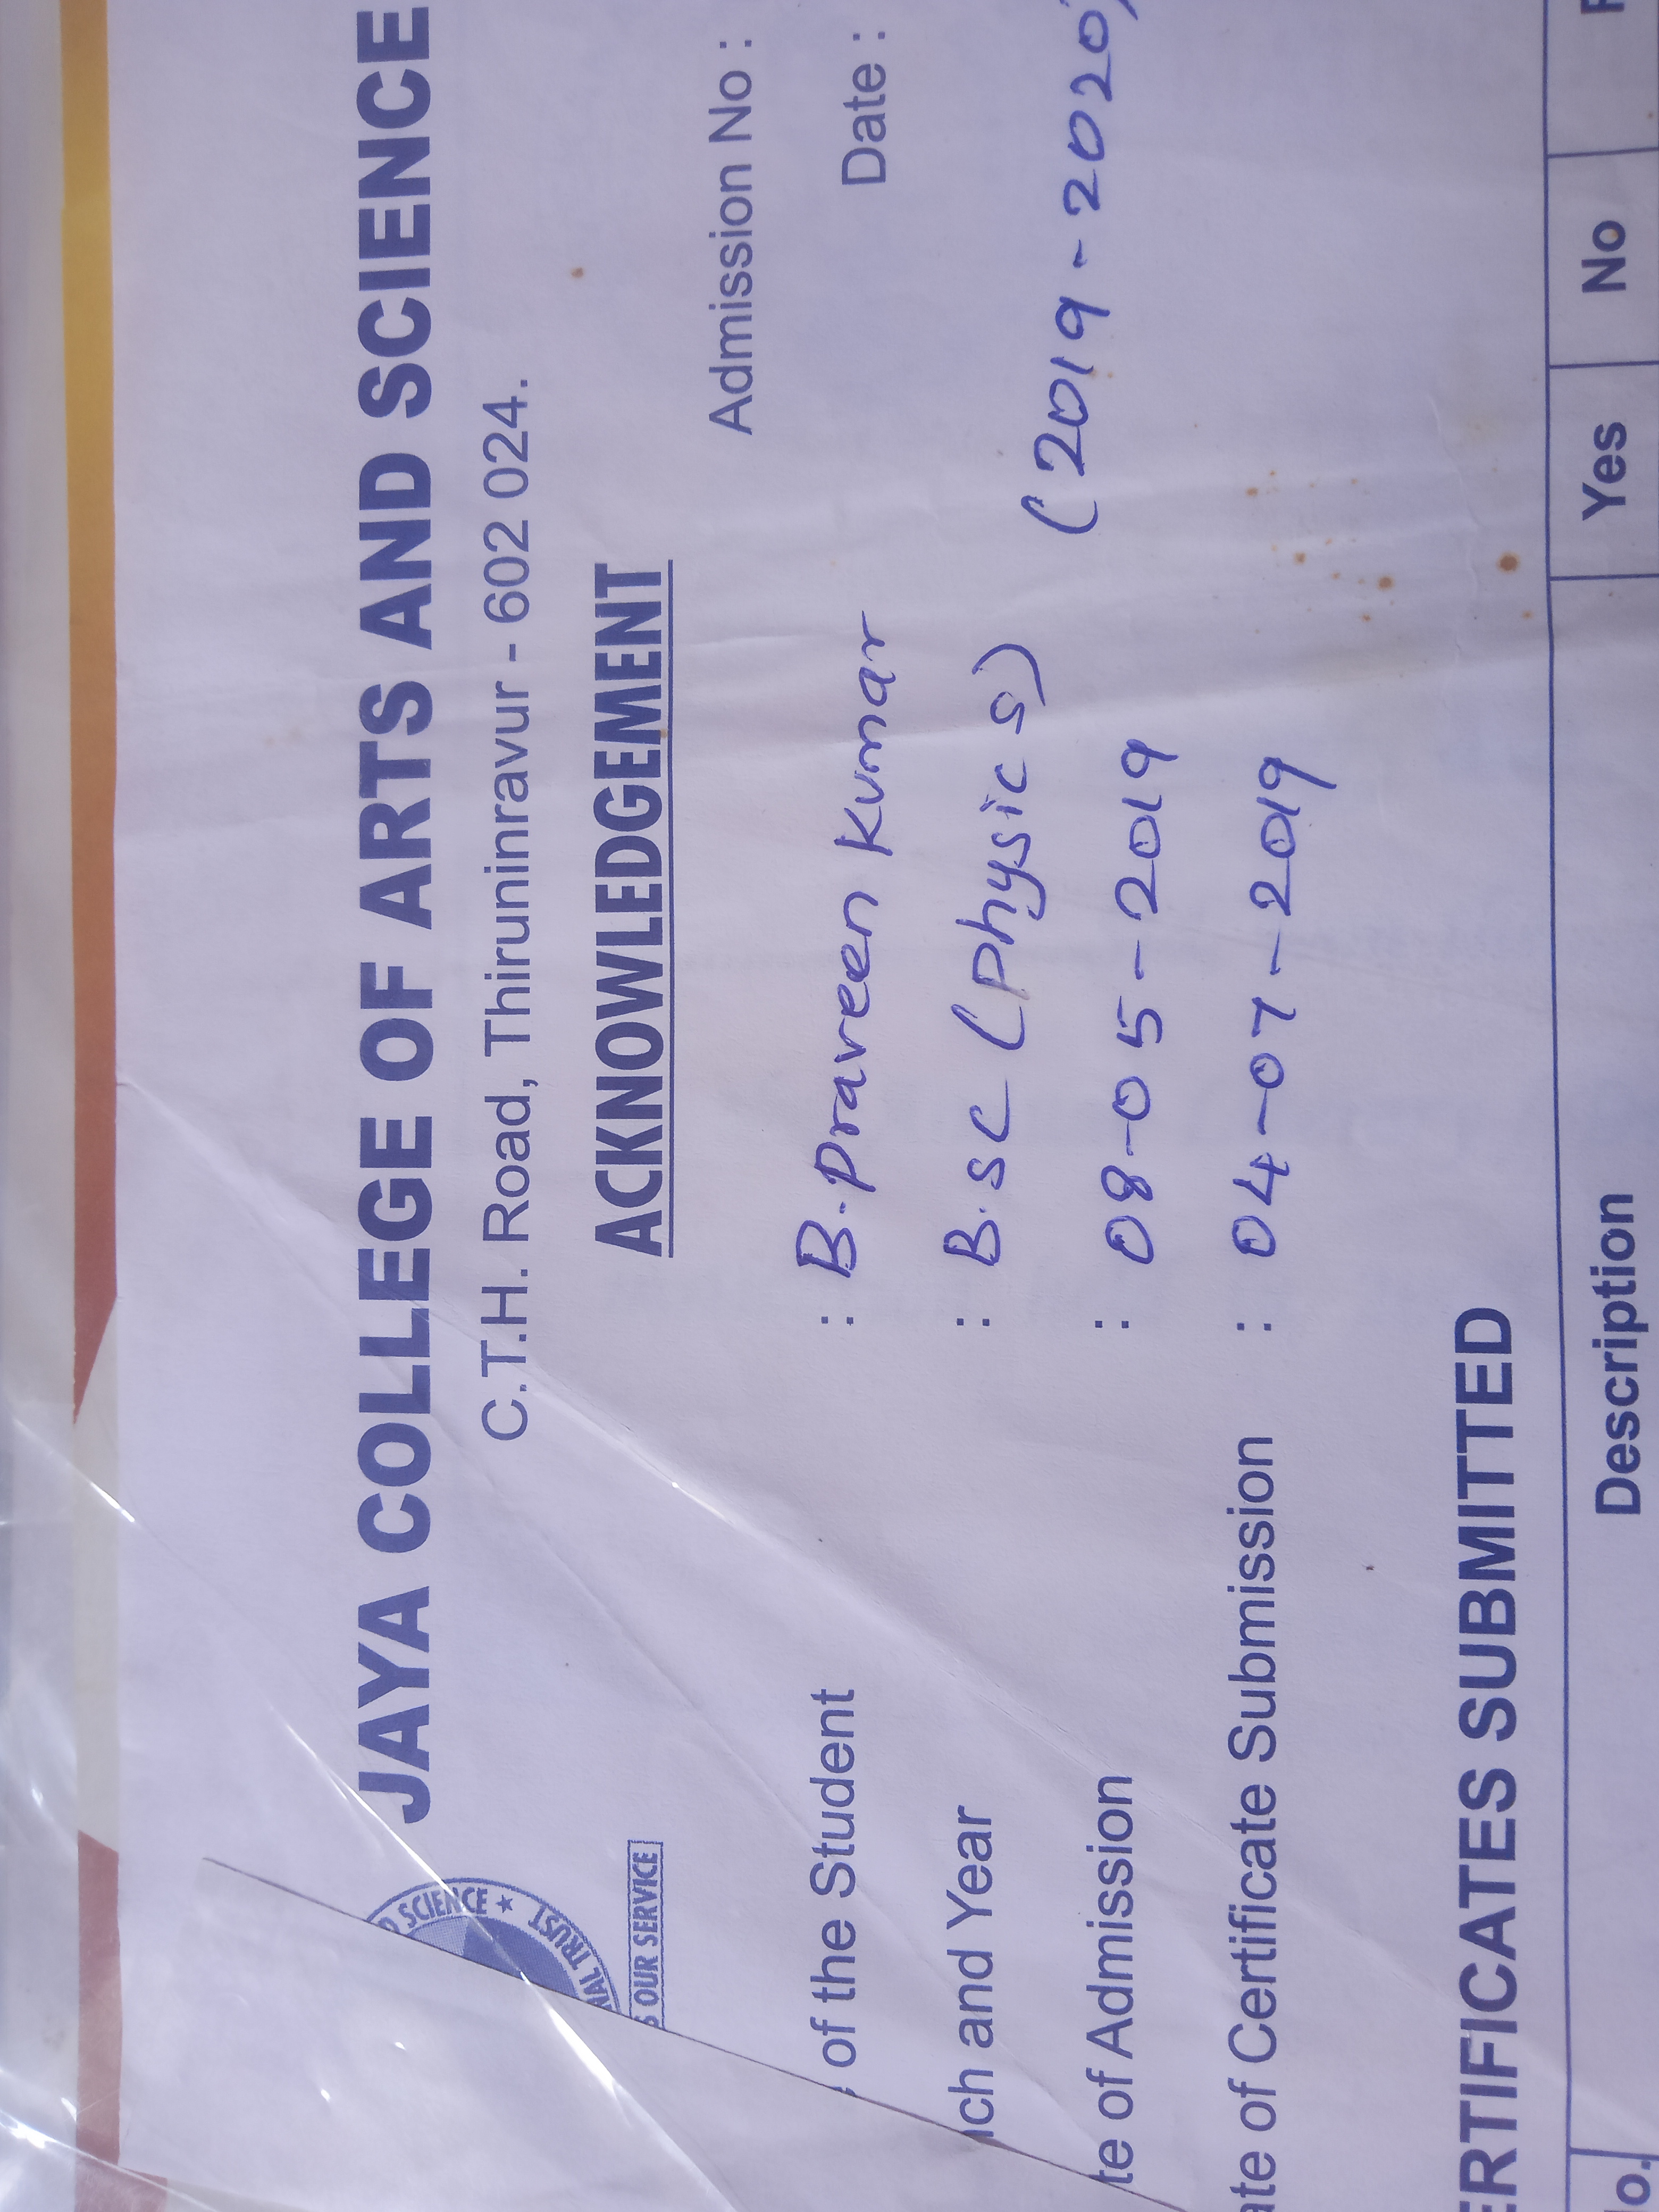 JAYA COLLEGE OF ARTS AND SCIENCE
C.T.H. Road, Thiruninravur - 602 024.
D SCIENCE ★
NAL TRUST
OUR SERVICE
ACKNOWLEDGEMENT
Admission No :
of the Student : B. Praveen Kumar
Date :
and Year : B. sc (physics)
(2019 - 2020)
te of Admission : 08-05-2019
ate of Certificate Submission : 04-07-2019
ERTIFICATES SUBMITTED
o. Description Yes No